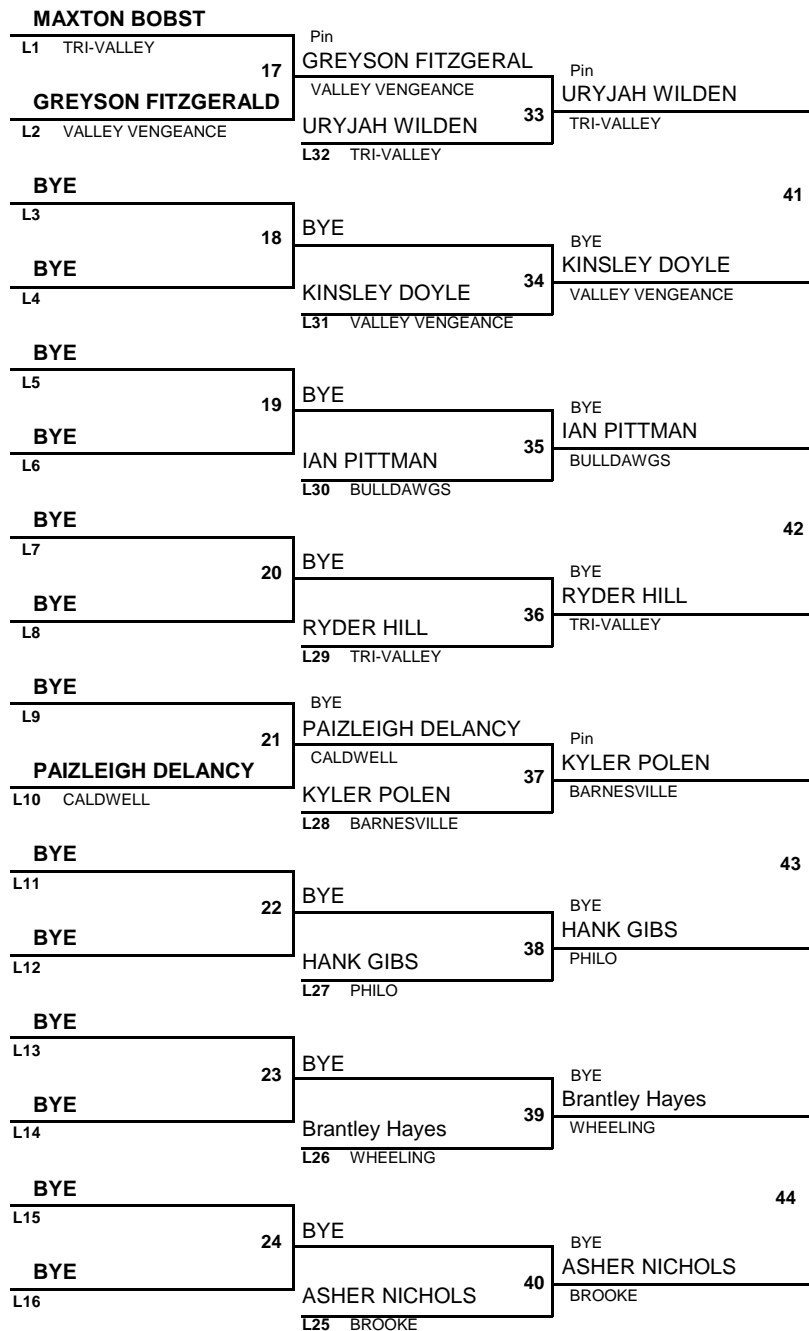 MAXTON BOBST
L1 TRI-VALLEY
Pin
17
GREYSON FITZGERAL
VALLEY VENGEANCE
Pin
GREYSON FITZGERALD
L2 VALLEY VENGEANCE
URYJAH WILDEN
L32 TRI-VALLEY
33
URYJAH WILDEN
TRI-VALLEY
BYE
L3
41
18
BYE
BYE
BYE
L4
KINSLEY DOYLE
L31 VALLEY VENGEANCE
34
KINSLEY DOYLE
VALLEY VENGEANCE
BYE
L5
19
BYE
BYE
BYE
L6
IAN PITTMAN
L30 BULLDAWGS
35
IAN PITTMAN
BULLDAWGS
BYE
L7
42
20
BYE
BYE
BYE
L8
RYDER HILL
L29 TRI-VALLEY
36
RYDER HILL
TRI-VALLEY
BYE
L9
BYE
21
PAIZLEIGH DELANCY
CALDWELL
Pin
PAIZLEIGH DELANCY
L10 CALDWELL
KYLER POLEN
L28 BARNESVILLE
37
KYLER POLEN
BARNESVILLE
BYE
L11
43
22
BYE
BYE
BYE
L12
HANK GIBS
L27 PHILO
38
HANK GIBS
PHILO
BYE
L13
23
BYE
BYE
BYE
L14
Brantley Hayes
L26 WHEELING
39
Brantley Hayes
WHEELING
BYE
L15
44
24
BYE
BYE
BYE
L16
ASHER NICHOLS
L25 BROOKE
40
ASHER NICHOLS
BROOKE